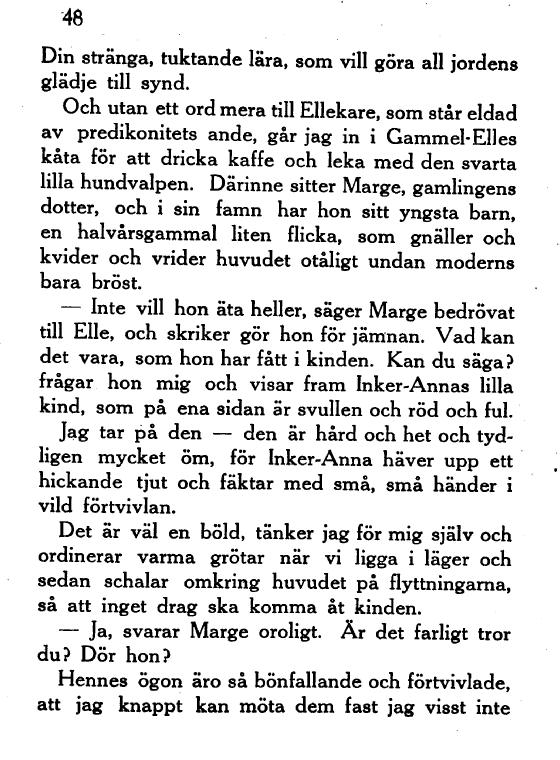 48
Din stränga, tuktande lära, som vill göra all jordens
glädje till synd.
Och utan ett ord mera till Ellekare, som står eldad
av predikonitets ande, går jag in i Gammel-Elles
kåta för att dricka kaffe och leka med den svarta
lilla hundvalpen. Därinne sitter Marge, gamlingens
dotter, och i sin famn har hon sitt yngsta barn,
en halvårsgammal liten flicka, som gnäller och
kvider och vrider huvudet otåligt undan moderns
bara bröst.
— Inte vill hon äta heller, säger Marge bedrövat
till Elle, och skriker gör hon för jämnan. Vad kan
det vara, som hon har fått i kinden. Kan du säga?
frågar hon mig och visar fram Inker-Annas lilla
kind, som på ena sidan är svullen och röd och ful.
Jag tar på den — den är hård och het och tyd-
ligen mycket öm, för Inker-Anna häver upp ett
hickande tjut och fäktar med små, små händer i
vild förtvivlan.
Det är väl en böld, tänker jag för mig själv och
ordinerar varma grötar när vi ligga i läger och
sedan schalar omkring huvudet på flyttningarna,
så att inget drag ska komma åt kinden.
— Ja, svarar Marge oroligt. Är det farligt tror
du? Dör hon?
Hennes ögon äro så bönfallande och förtvivlade,
att jag knappt kan möta dem fast jag visst inte